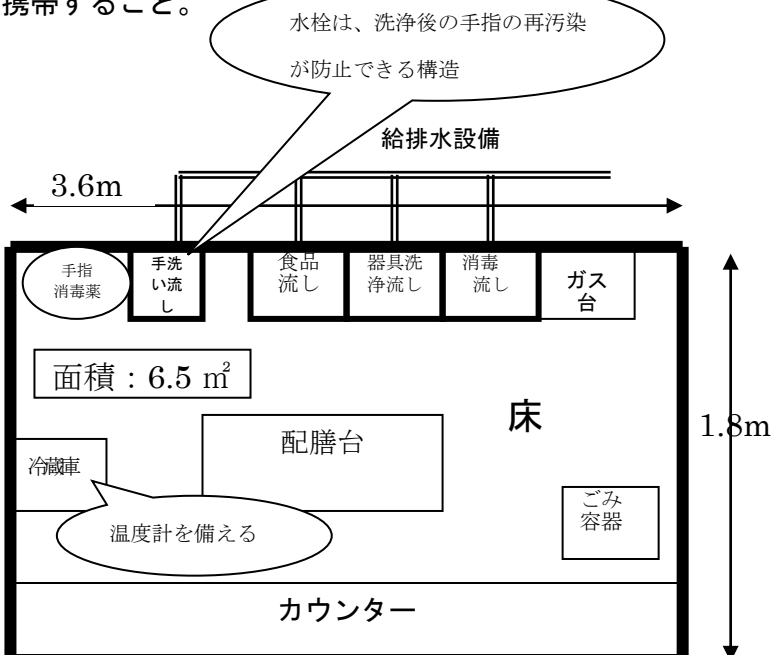 携帯すること。
水栓は、洗浄後の手指の再汚染
が防止できる構造
給排水設備
3.6m
手指
消毒薬
手洗
い流
し
食品
流し
器具洗
浄流し
消毒
流し
ガス
台
面積：6.5 ㎡
床
1.8m
配膳台
冷蔵庫
ごみ
容器
温度計を備える
カウンター